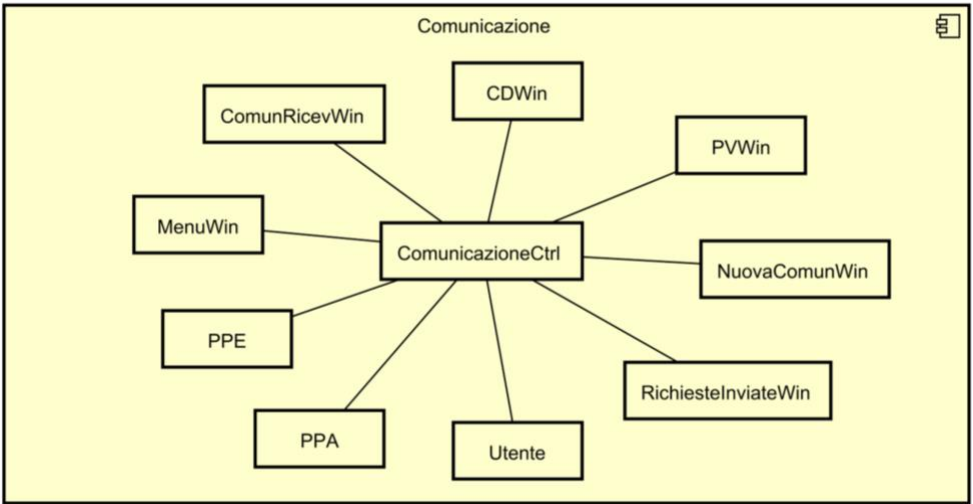 Comunicazione
CDWin
ComunRicevWin
PVWin
MenuWin
ComunicazioneCtrl
NuovaComunWin
PPE
RichiesteInviateWin
PPA
Utente